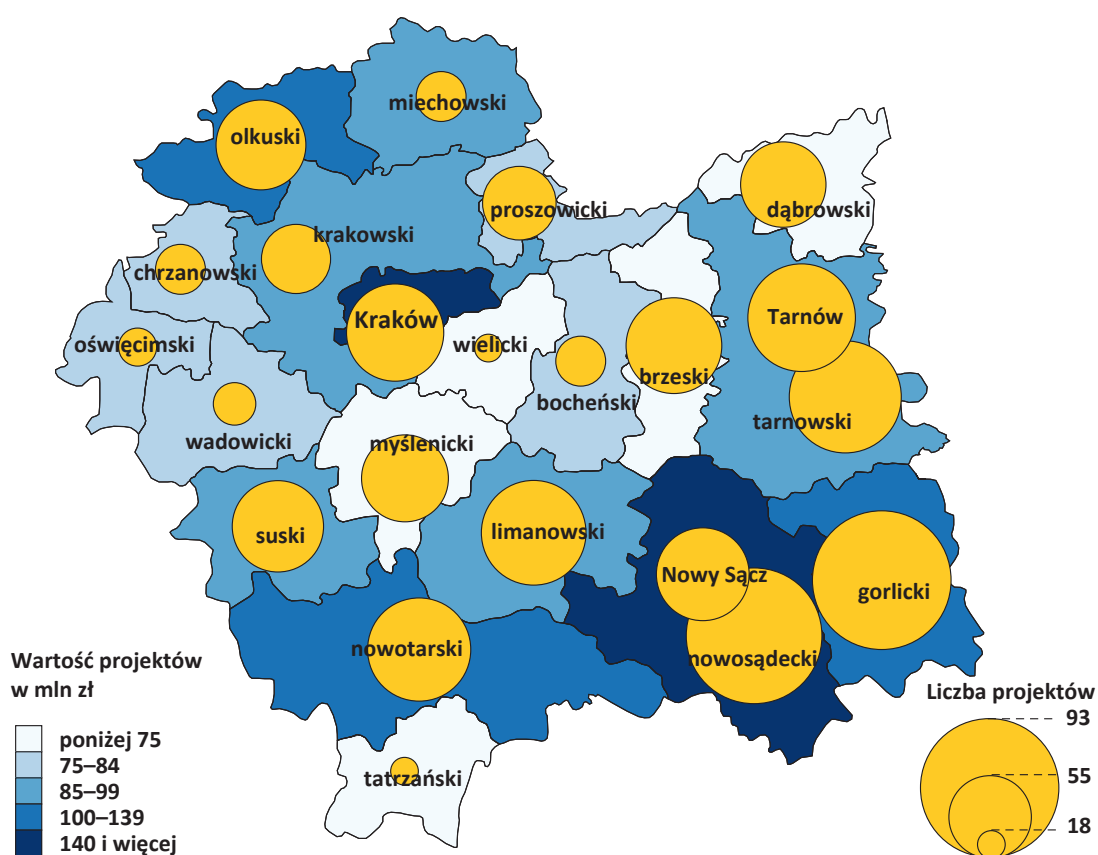 miechowski
olkuski
proszowicki
dąbrowski
krakowski
chrzanowski
Kraków
Tarnów
oświęcimski
wielicki
brzeski
bocheński
tarnowski
wadowicki
myślenicki
suski
limanowski
Nowy Sącz
gorlicki
nowotarski
nowosądecki
tatrzański
Wartość projektów
w mln zł
poniżej 75
75–84
85–99
100–139
140 i więcej
Liczba projektów
93
55
18